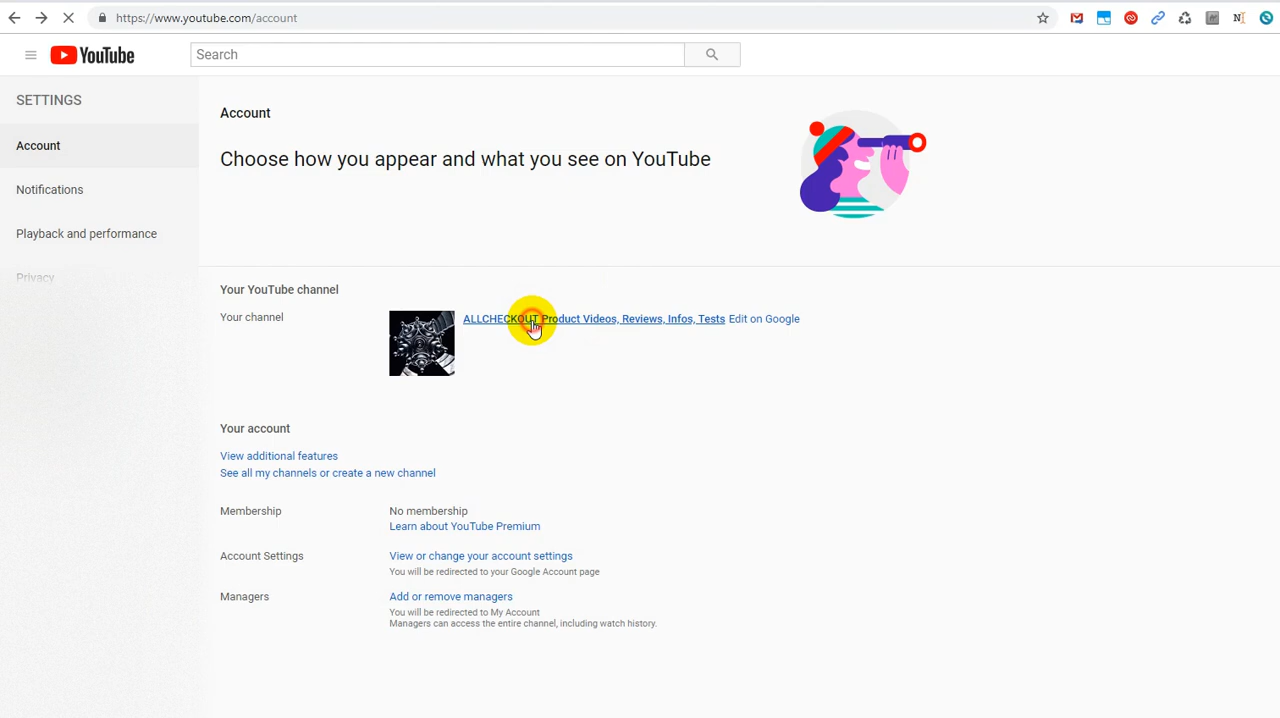 https://www.youtube.com/account
YouTube
Search
SETTINGS
Account
Notifications
Playback and performance
Privacy
Account
Choose how you appear and what you see on YouTube
Your YouTube channel
Your channel
ALLCHECKOUT Product Videos, Reviews, Infos, Tests Edit on Google
Your account
View additional features
See all my channels or create a new channel
Membership No membership
Learn about YouTube Premium
Account Settings View or change your account settings
You will be redirected to your Google Account page
Managers Add or remove managers
You will be redirected to My Account
Managers can access the entire channel, including watch history.